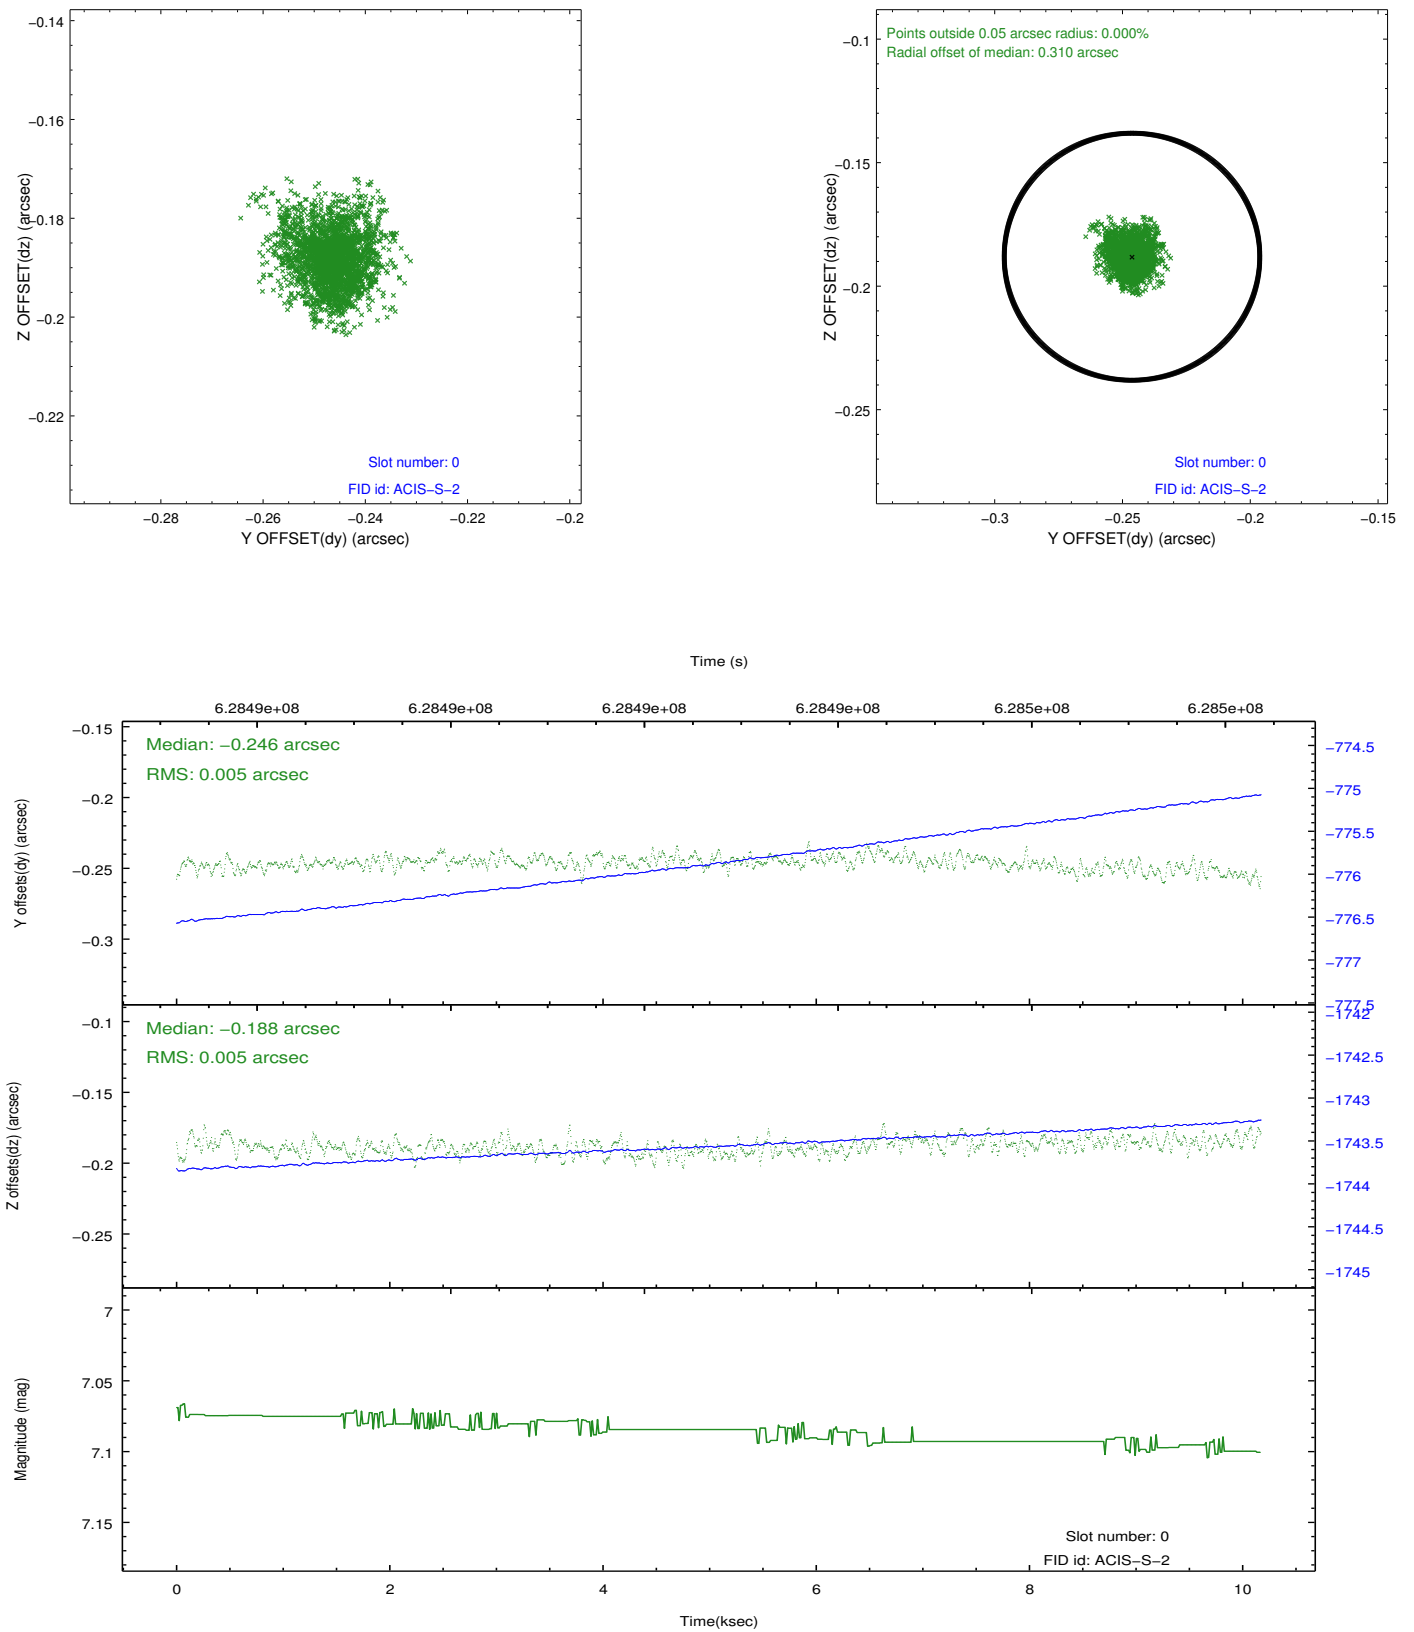 −0.14
−0.16
−0.18
−0.2
−0.22
Z OFFSET(dz) (arcsec)
Slot number: 0
FID id: ACIS−S−2
−0.28
−0.26
−0.24
−0.22
−0.2
Y OFFSET(dy) (arcsec)
Points outside 0.05 arcsec radius: 0.000%
Radial offset of median: 0.310 arcsec
−0.1
−0.15
−0.2
−0.25
Z OFFSET(dz) (arcsec)
Slot number: 0
FID id: ACIS−S−2
−0.3
−0.25
−0.2
−0.15
Y OFFSET(dy) (arcsec)
Time (s)
6.2849e+08
6.2849e+08
6.2849e+08
6.2849e+08
6.285e+08
6.285e+08
Median: −0.246 arcsec
RMS: 0.005 arcsec
−0.15
−0.2
−0.25
−0.3
Y offsets(dy) (arcsec)
−774.5
−775
−775.5
−776
−776.5
−777
−777.5
Median: −0.188 arcsec
RMS: 0.005 arcsec
−0.1
−0.15
−0.2
−0.25
Z offsets(dz) (arcsec)
−1742
−1742.5
−1743
−1743.5
−1744
−1744.5
−1745
7
7.05
7.1
7.15
Magnitude (mag)
Slot number: 0
FID id: ACIS−S−2
0
2
4
6
8
10
Time(ksec)